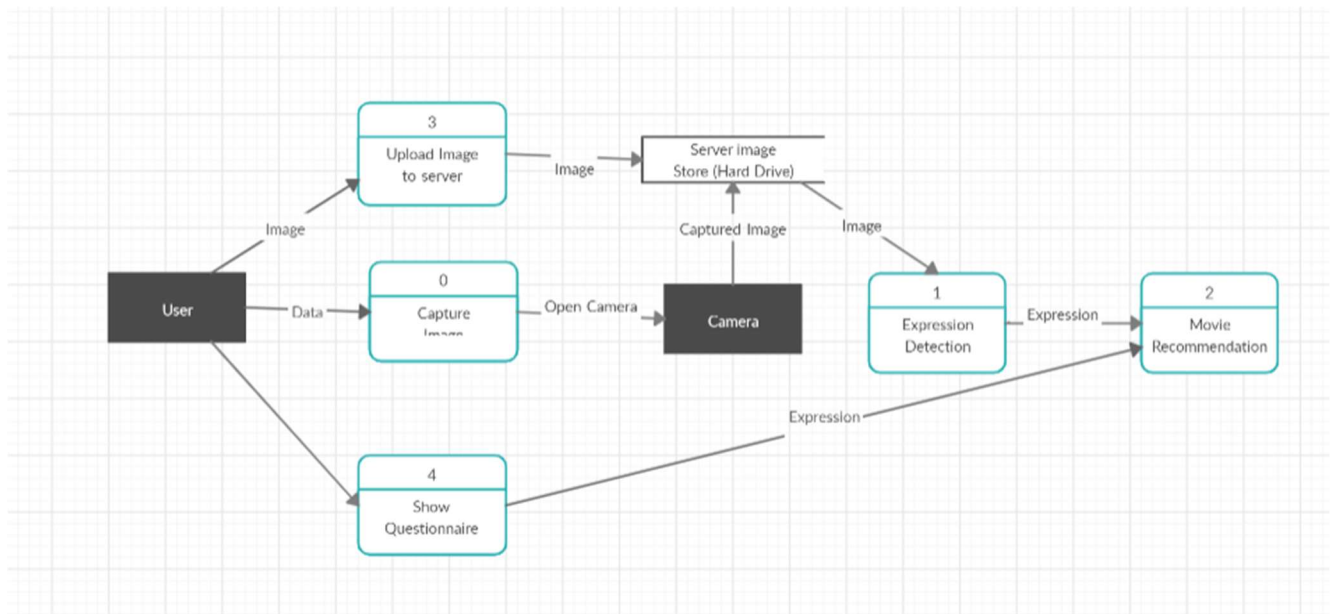 3
Upload Image
to server
Image
Server image
Store (Hard Drive)
Image
Captured Image
Image
User
Data
0
Capture
Open Camera
Camera
1
Expression
Detection
Expression
2
Movie
Recommendation
Expression
4
Show
Questionnaire